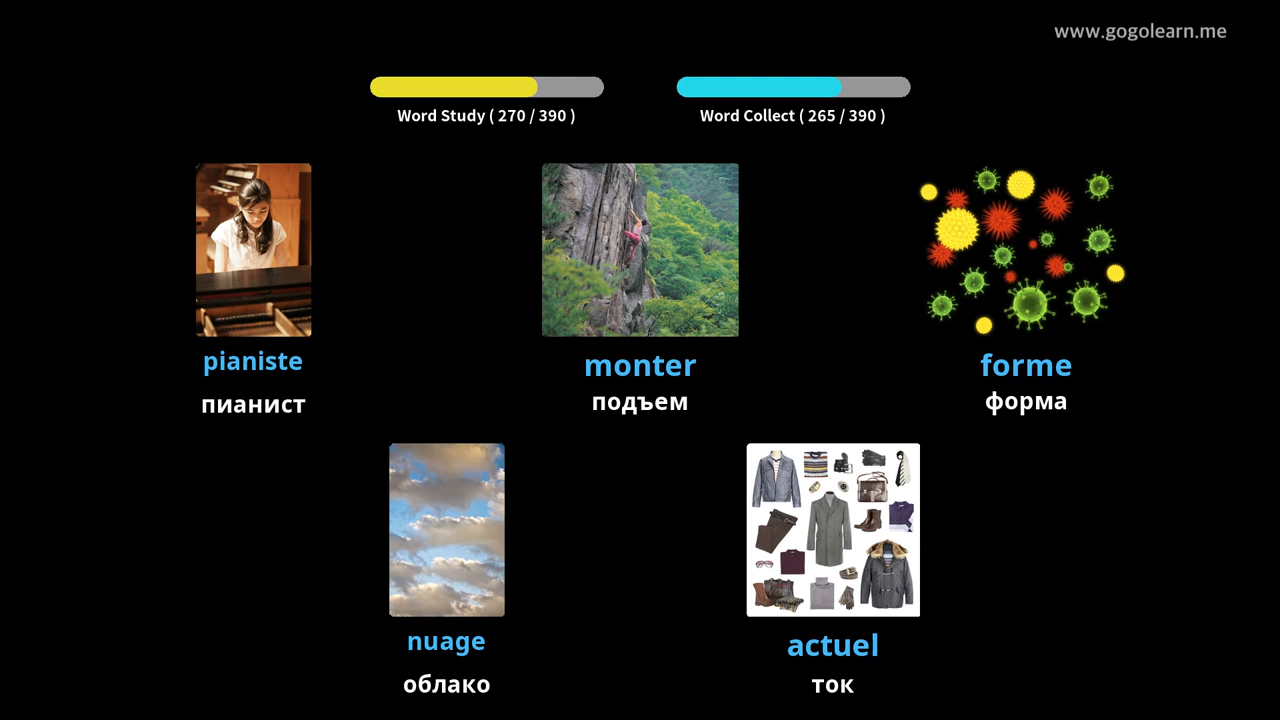 www.gogolearn.me
Word Study ( 270 / 390 )
Word Collect ( 265 / 390 )
pianiste
пианист
monter
подъем
forme
форма
nuage
облако
actuel
ток